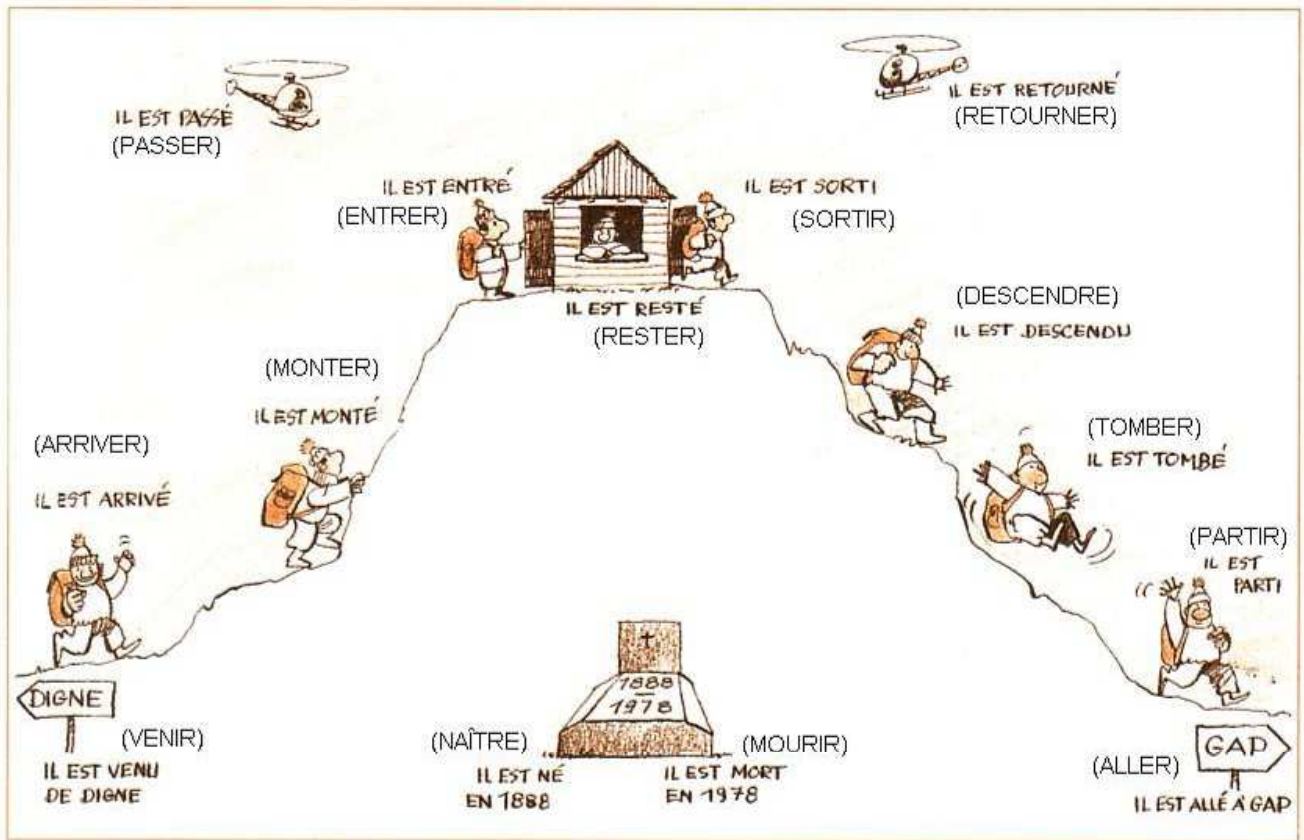 IL EST PASSÉ
(PASSER)
IL EST RETOURNÉ
(RETOURNER)
IL EST ENTRÉ
(ENTRER)
IL EST SORTI
(SORTIR)
IL EST RESTÉ
(RESTER)
(DESCENDRE)
IL EST DESCENDU
(MONTER)
IL EST MONTÉ
(TOMBER)
IL EST TOMBÉ
(ARRIVER)
IL EST ARRIVÉ
(PARTIR)
IL EST
PARTI
DIGNE
(VENIR)
IL EST VENU
DE DIGNE
1888
1978
(NAÎTRE)
IL EST NÉ
EN 1888
(MOURIR)
IL EST MORT
EN 1978
GAP
(ALLER)
IL EST ALLÉ À GAP